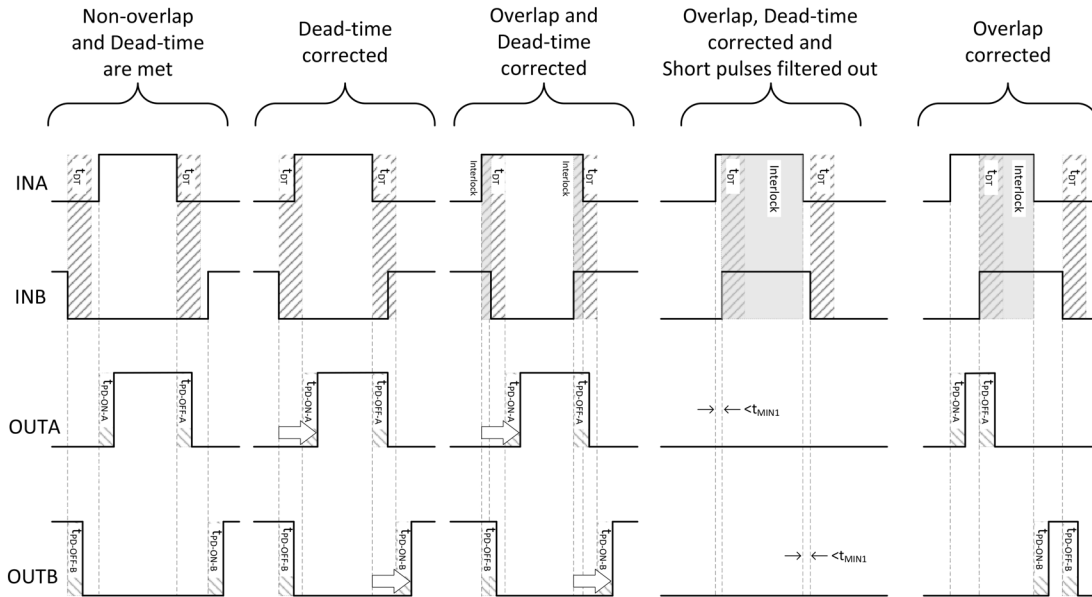 Non-overlap
and Dead-time
are met
Dead-time
corrected
Overlap and
Dead-time
corrected
Overlap, Dead-time
corrected and
Short pulses filtered out
Overlap
corrected
INA
tDT
tDT
tDT
tDT
Interlock
tDT
Interlock
tDT
tDT
Interlock
tDT
tDT
Interlock
tDT
INB
OUTA
tPD-ON-A
tPD-OFF-A
tPD-ON-A
tPD-OFF-A
tPD-ON-A
tPD-OFF-A
<tMIN1
tPD-ON-A
tPD-OFF-A
OUTB
tPD-OFF-B
tPD-ON-B
tPD-OFF-B
tPD-ON-B
tPD-OFF-B
tPD-ON-B
<tMIN1
tPD-ON-B
tPD-OFF-B